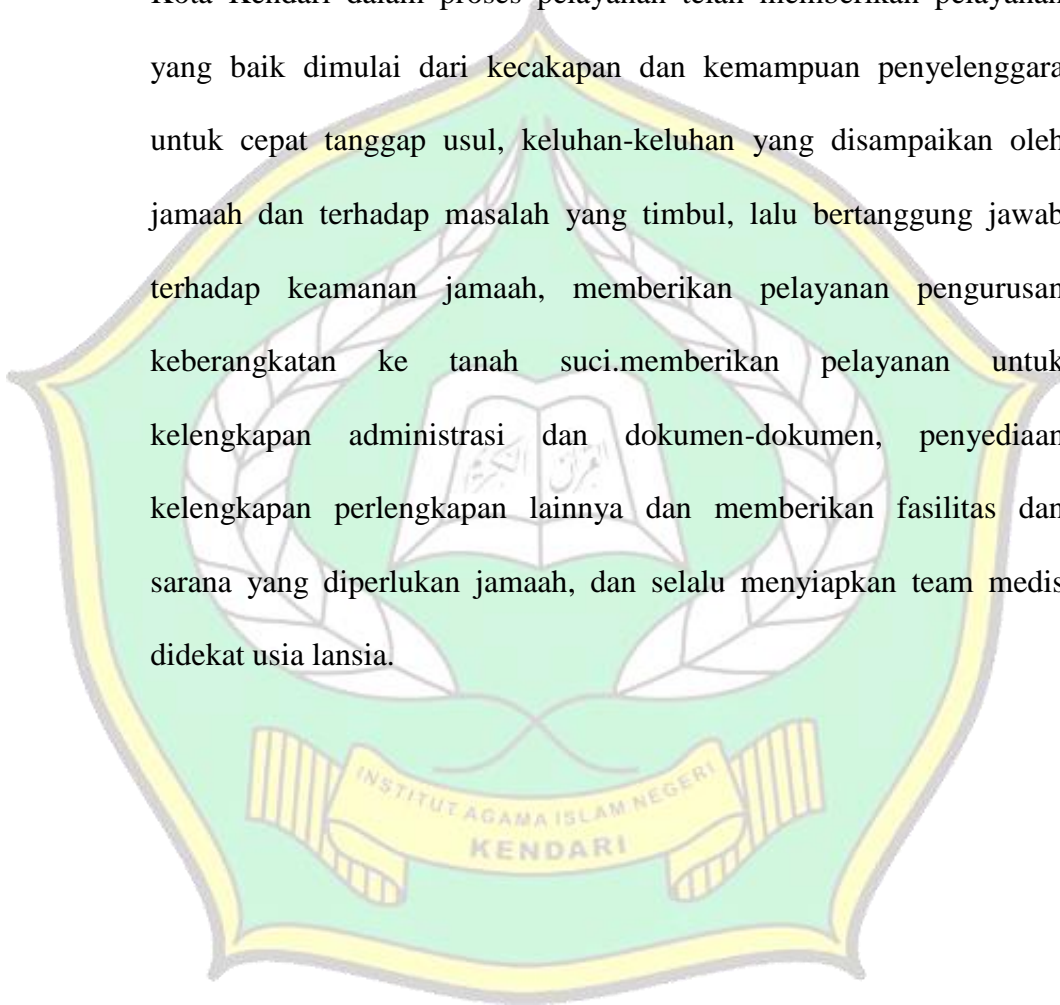 Kota Kendari dalam proses pelayanan telah memberikan pelayanan
yang baik dimulai dari kecakapan dan kemampuan penyelenggara
untuk cepat tanggap usul, keluhan-keluhan yang disampaikan oleh
jamaah dan terhadap masalah yang timbul, lalu bertanggung jawab
terhadap keamanan jamaah, memberikan pelayanan pengurusan
keberangkatan ke tanah suci.memberikan pelayanan untuk
kelengkapan administrasi dan dokumen-dokumen, penyediaan
kelengkapan perlengkapan lainnya dan memberikan fasilitas dan
sarana yang diperlukan jamaah, dan selalu menyiapkan team medis
didekat usia lansia.
INSTITUT AGAMA ISLAM NEGERI
KENDARI